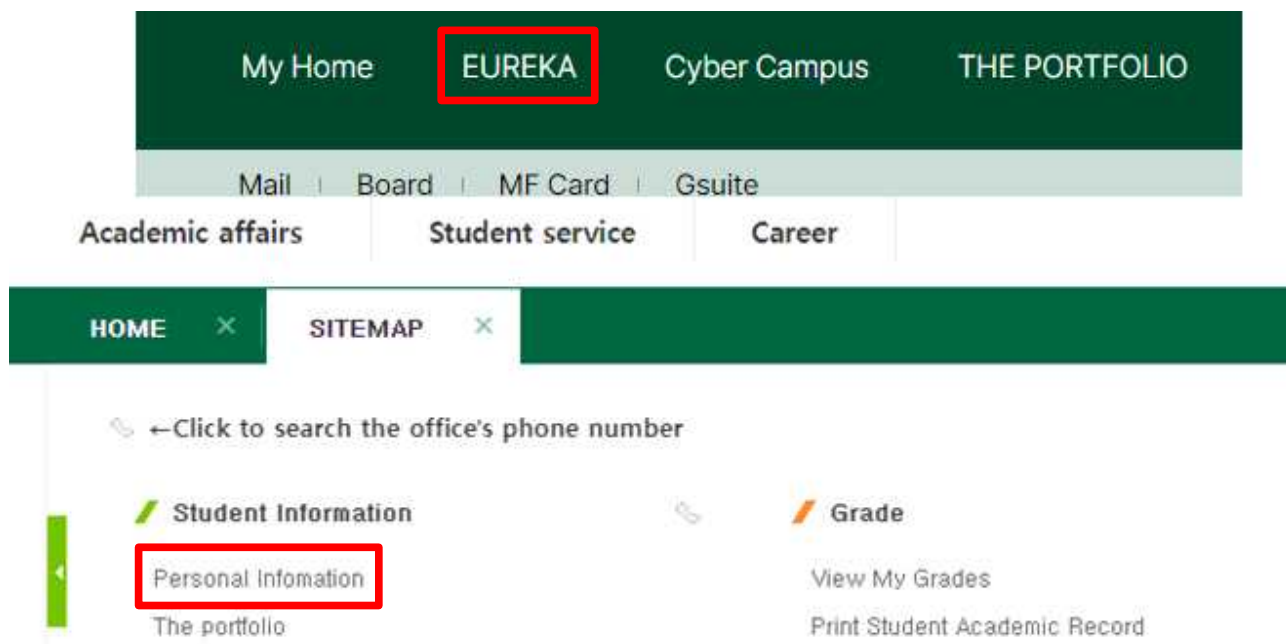 My Home EUREKA Cyber Campus THE PORTFOLIO
Mail Board MF Card Gsuite
Academic affairs Student service Career
HOME × SITEMAP ×
←Click to search the office's phone number
Student Information Grade
Personal Infomation View My Grades
The portfolio Print Student Academic Record